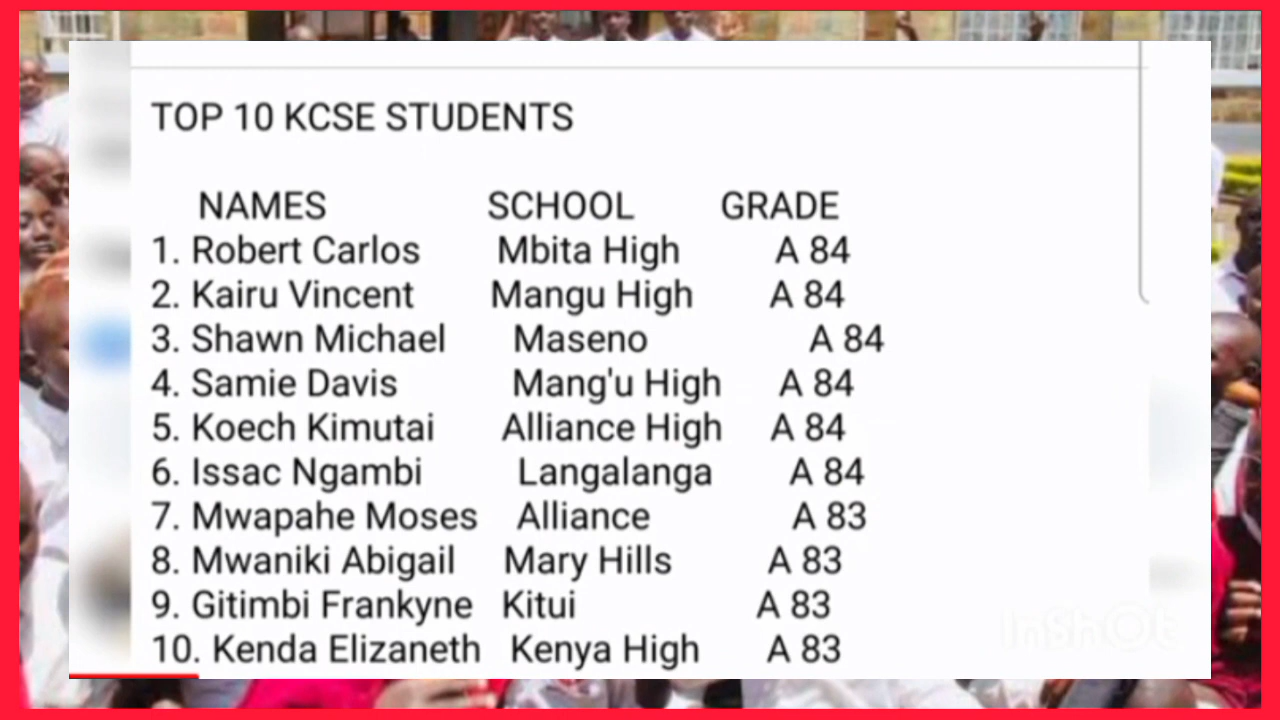 TOP 10 KCSE STUDENTS
NAMES SCHOOL GRADE
1. Robert Carlos Mbita High A 84
2. Kairu Vincent Mangu High A 84
3. Shawn Michael Maseno A 84
4. Samie Davis Mang'u High A 84
5. Koech Kimutai Alliance High A 84
6. Issac Ngambi Langalanga A 84
7. Mwapahe Moses Alliance A 83
8. Mwaniki Abigail Mary Hills A 83
9. Gitimbi Frankyne Kitui A 83
10. Kenda Elizaneth Kenya High A 83
InShOt